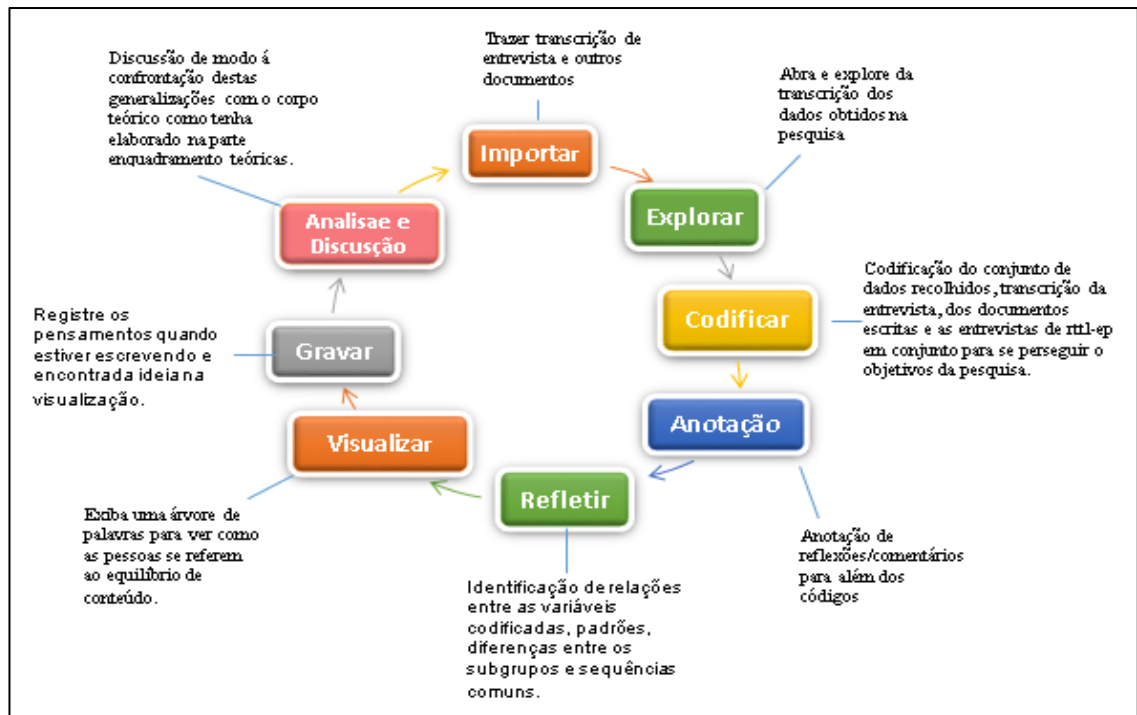 Trazer transcrição de
entrevista e outros
documentos
Importar
Abra e explore da
transcrição dos
dados obtidos na
pesquisa
Explorar
Codificação do conjunto de
dados recolhidos, transcrição da
entrevista, dos documentos
escritas e as entrevistas de rttl-ep
em conjunto para se perseguir o
objetivos da pesquisa.
Codificar
Anotação
Anotação de
reflexões/comentários
para além dos
códigos
Refletir
Identificação de relações
entre as variáveis
codificadas, padrões,
diferenças entre os
subgrupos e sequências
comuns.
Visualizar
Exiba uma árvore de
palavras para ver como
as pessoas se referem
ao equilíbrio de
conteúdo.
Gravar
Registre os
pensamentos quando
estiver escrevendo e
encontrada ideia na
visualização.
Analisae e
Discusção
Discussão de modo á
confrontação destas
generalizações com o corpo
teórico como tenha
elaborado na parte
enquadramento teóricas.